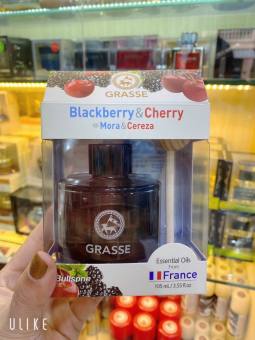 GRASSE
Blackberry & Cherry
Mora & Cereza
GRASSE
Essential Oils
from
France
105 mL / 3.55 fl oz
Bullsone
ULIKE